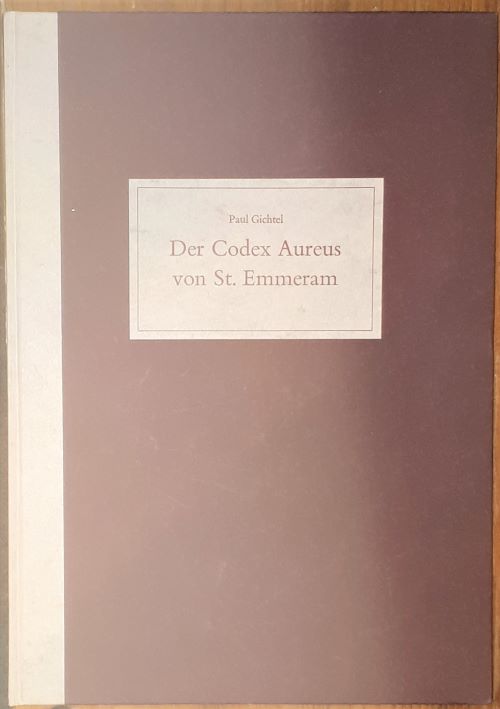 Paul Gichtel
Der Codex Aureus
von St. Emmeram